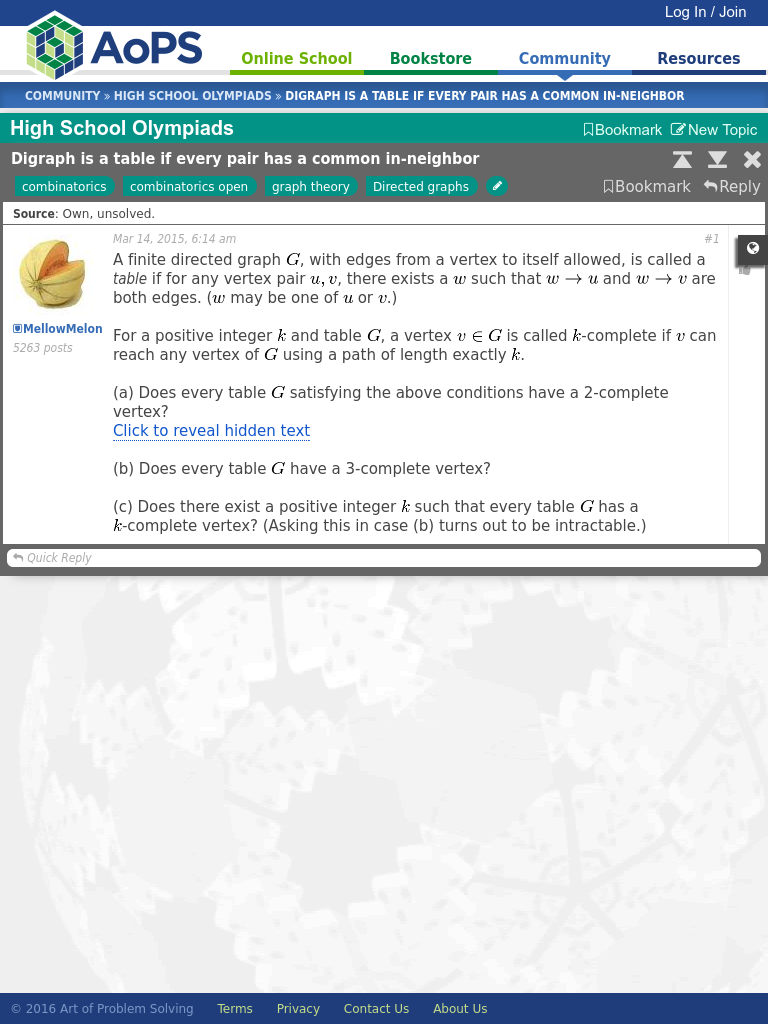 Log In / Join
AoPS
Online School Bookstore Community Resources
COMMUNITY » HIGH SCHOOL OLYMPIADS » DIGRAPH IS A TABLE IF EVERY PAIR HAS A COMMON IN-NEIGHBOR
High School Olympiads Bookmark New Topic
Digraph is a table if every pair has a common in-neighbor
combinatorics combinatorics open graph theory Directed graphs Bookmark Reply
Source: Own, unsolved.
Mar 14, 2015, 6:14 am #1
MellowMelon
5263 posts
A finite directed graph G, with edges from a vertex to itself allowed, is called a
table if for any vertex pair u, v, there exists a w such that w → u and w → v are
both edges. (w may be one of u or v.)
For a positive integer k and table G, a vertex v ∈ G is called k-complete if v can
reach any vertex of G using a path of length exactly k.
(a) Does every table G satisfying the above conditions have a 2-complete
vertex?
Click to reveal hidden text
(b) Does every table G have a 3-complete vertex?
(c) Does there exist a positive integer k such that every table G has a
k-complete vertex? (Asking this in case (b) turns out to be intractable.)
Quick Reply
© 2016 Art of Problem Solving Terms Privacy Contact Us About Us